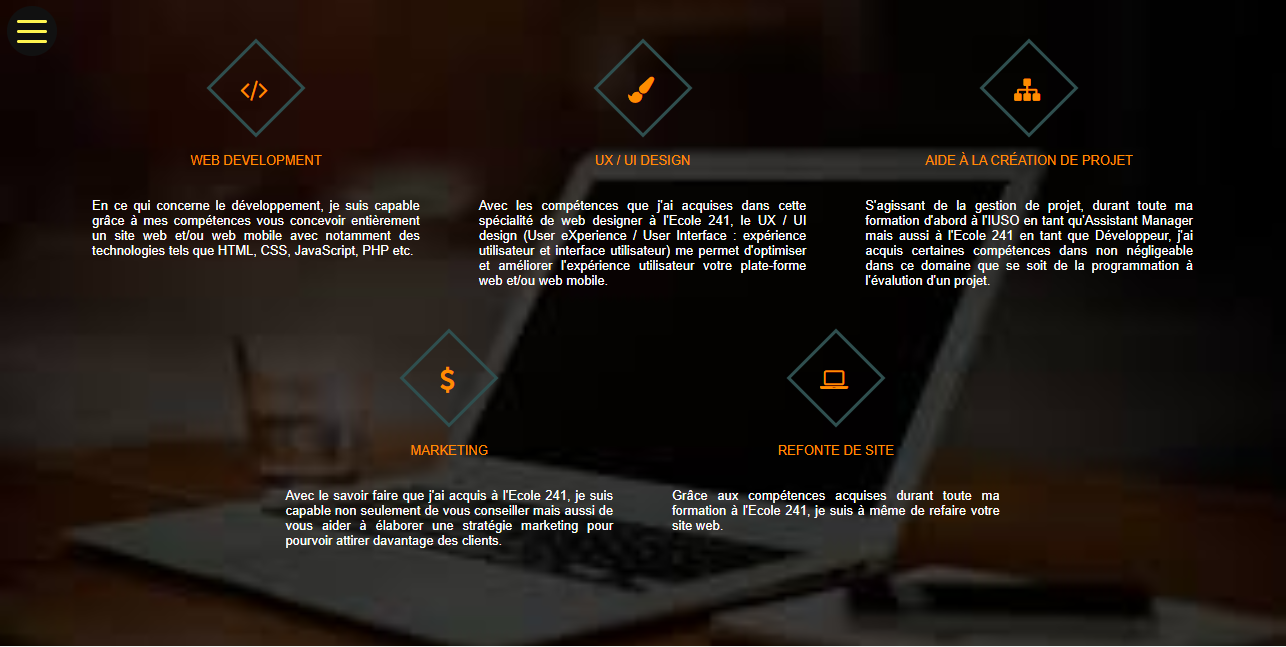 WEB DEVELOPMENT
En ce qui concerne le développement, je suis capable
grâce à mes compétences vous concevoir entièrement
un site web et/ou web mobile avec notamment des
technologies tels que HTML, CSS, JavaScript, PHP etc.
UX / UI DESIGN
Avec les compétences que j'ai acquises dans cette
spécialité de web designer à l'Ecole 241, le UX / UI
design (User eXperience / User Interface : expérience
utilisateur et interface utilisateur) me permet d'optimiser
et améliorer l'expérience utilisateur votre plate-forme
web et/ou web mobile.
AIDE À LA CRÉATION DE PROJET
S'agissant de la gestion de projet, durant toute ma
formation d'abord à l'IUSO en tant qu'Assistant Manager
mais aussi à l'Ecole 241 en tant que Développeur, j'ai
acquis certaines compétences dans non négligeable
dans ce domaine que se soit de la programmation à
l'évalution d'un projet.
MARKETING
Avec le savoir faire que j'ai acquis à l'Ecole 241, je suis
capable non seulement de vous conseiller mais aussi de
vous aider à élaborer une stratégie marketing pour
pourvoir attirer davantage des clients.
REFONTE DE SITE
Grâce aux compétences acquises durant toute ma
formation à l'Ecole 241, je suis à même de refaire votre
site web.